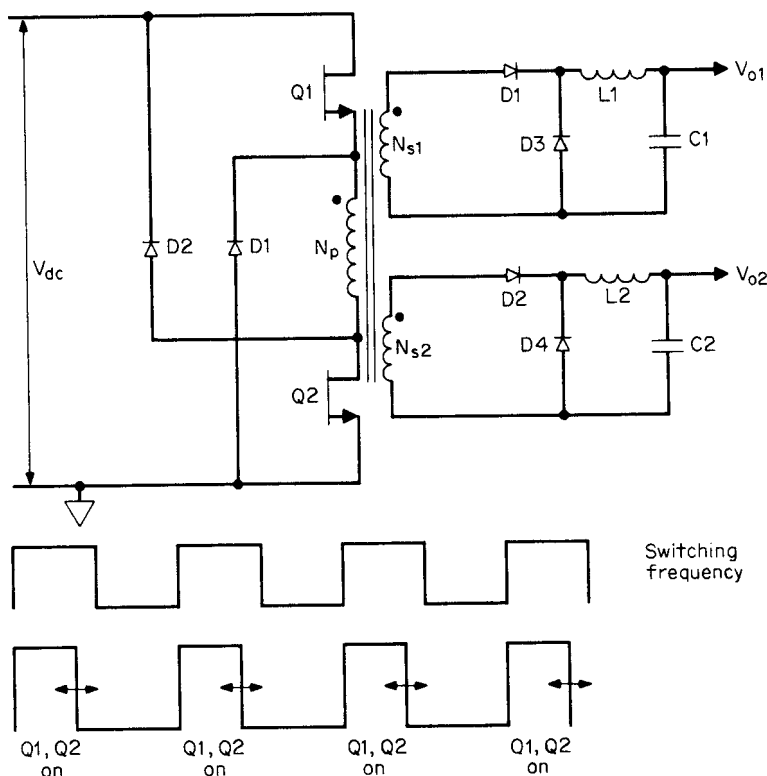 Q1
D1
L1
Vo1
Ns1
D3
C1
Vdc
D2
D1
Np
D2
L2
Vo2
Ns2
D4
C2
Q2
Switching
frequency
Q1, Q2
on
Q1, Q2
on
Q1, Q2
on
Q1, Q2
on